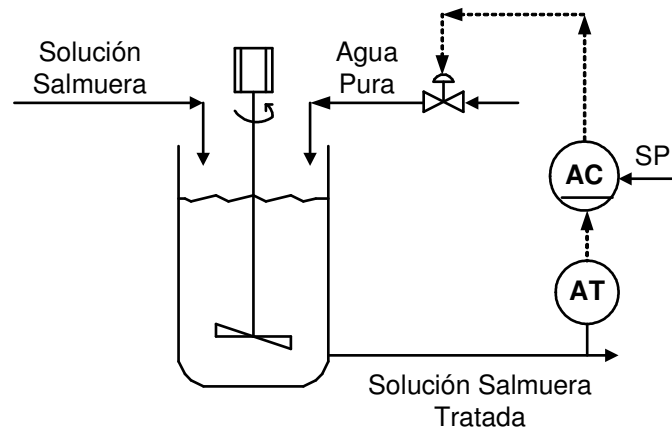 Solución
Salmuera
Agua
Pura
SP
AC
AT
Solución Salmuera
Tratada